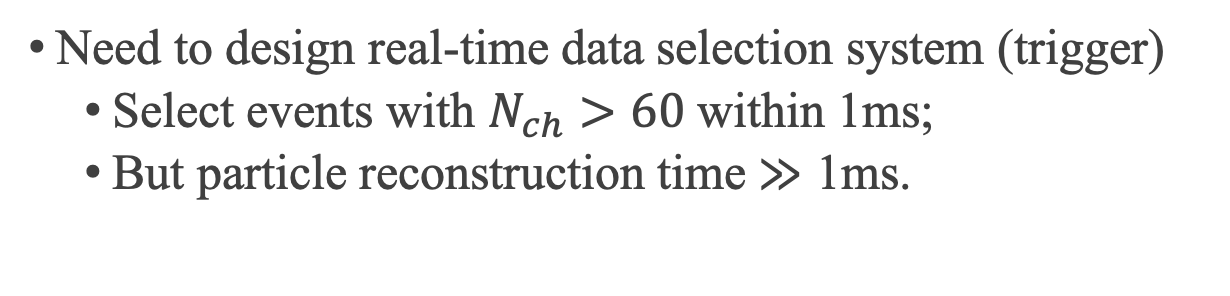 • Need to design real-time data selection system (trigger)
• Select events with N_ch > 60 within 1ms;
• But particle reconstruction time ≫ 1ms.